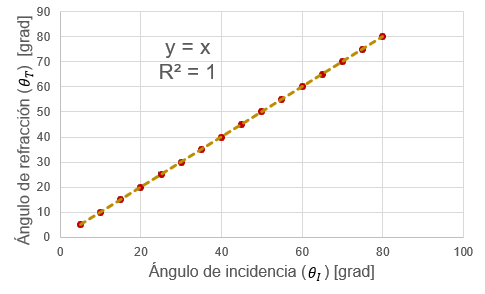 90
80
70
60
50
40
30
20
10
0
Ángulo de refracción (θT) [grad]
y = x
R² = 1
0 20 40 60 80 100
Ángulo de incidencia (θI) [grad]